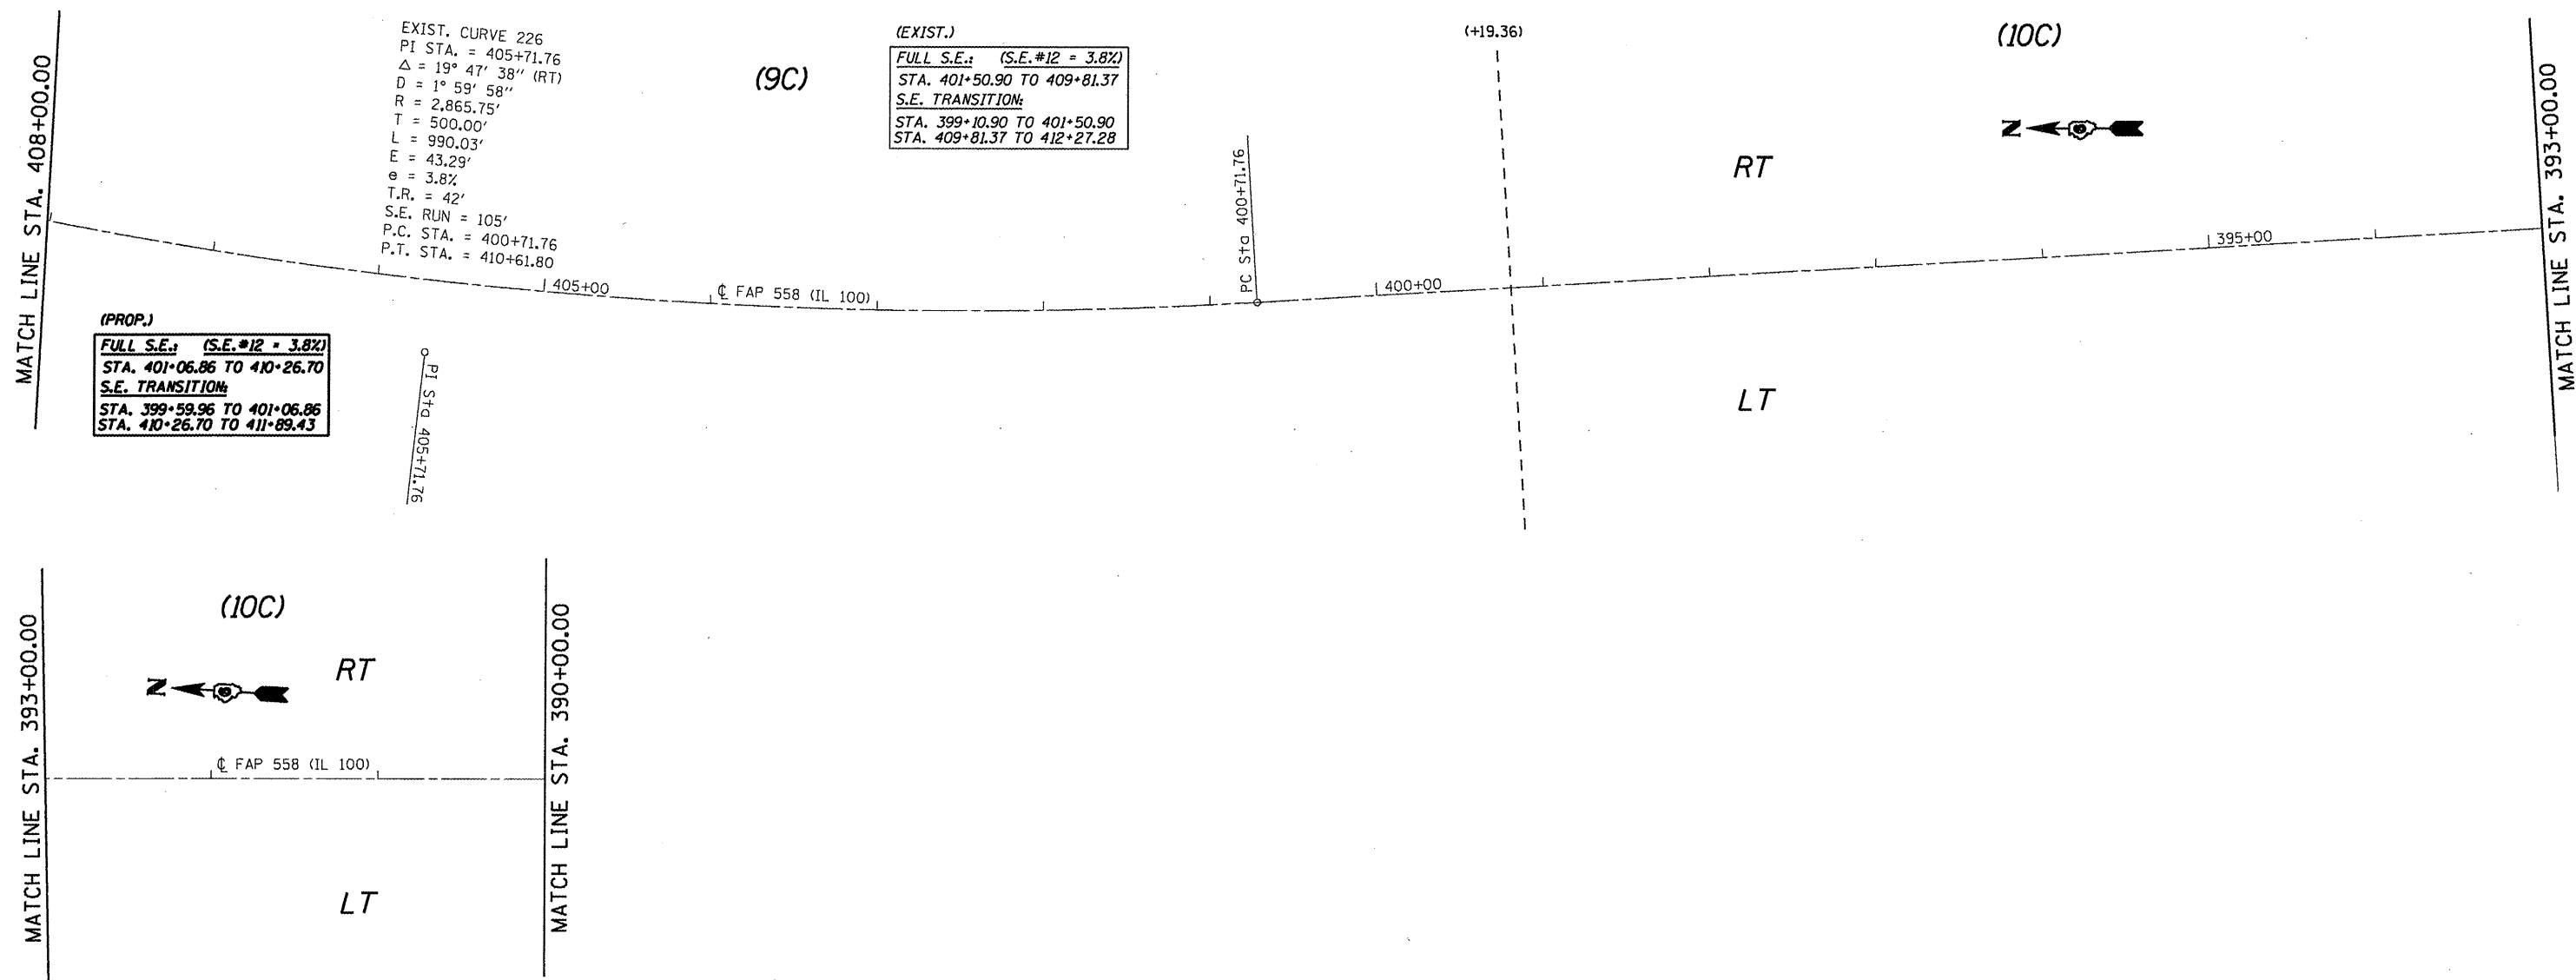 MATCH LINE STA. 408+00.00
EXIST. CURVE 226
PI STA. = 405+71.76
Δ = 19° 47' 38" (RT)
D = 1° 59' 58"
R = 2,865.75'
T = 500.00'
L = 990.03'
E = 43.29'
e = 3.8%
T.R. = 42'
S.E. RUN = 105'
P.C. STA. = 400+71.76
P.T. STA. = 410+61.80
(9C)
(EXIST.)
FULL S.E.: (S.E.#12 = 3.8%)
STA. 401+50.90 TO 409+81.37
S.E. TRANSITION:
STA. 399+10.90 TO 401+50.90
STA. 409+81.37 TO 412+27.28
PC Sta 400+71.76
(+19.36)
(10C)
N
RT
MATCH LINE STA. 393+00.00
405+00
℄ FAP 558 (IL 100)
400+00
395+00
(PROP.)
FULL S.E.: (S.E.#12 = 3.8%)
STA. 401+06.86 TO 410+26.70
S.E. TRANSITION:
STA. 399+59.96 TO 401+06.86
STA. 410+26.70 TO 411+89.43
PI Sta 405+71.76
LT
MATCH LINE STA. 393+00.00
(10C)
N
RT
℄ FAP 558 (IL 100)
LT
MATCH LINE STA. 390+00.00